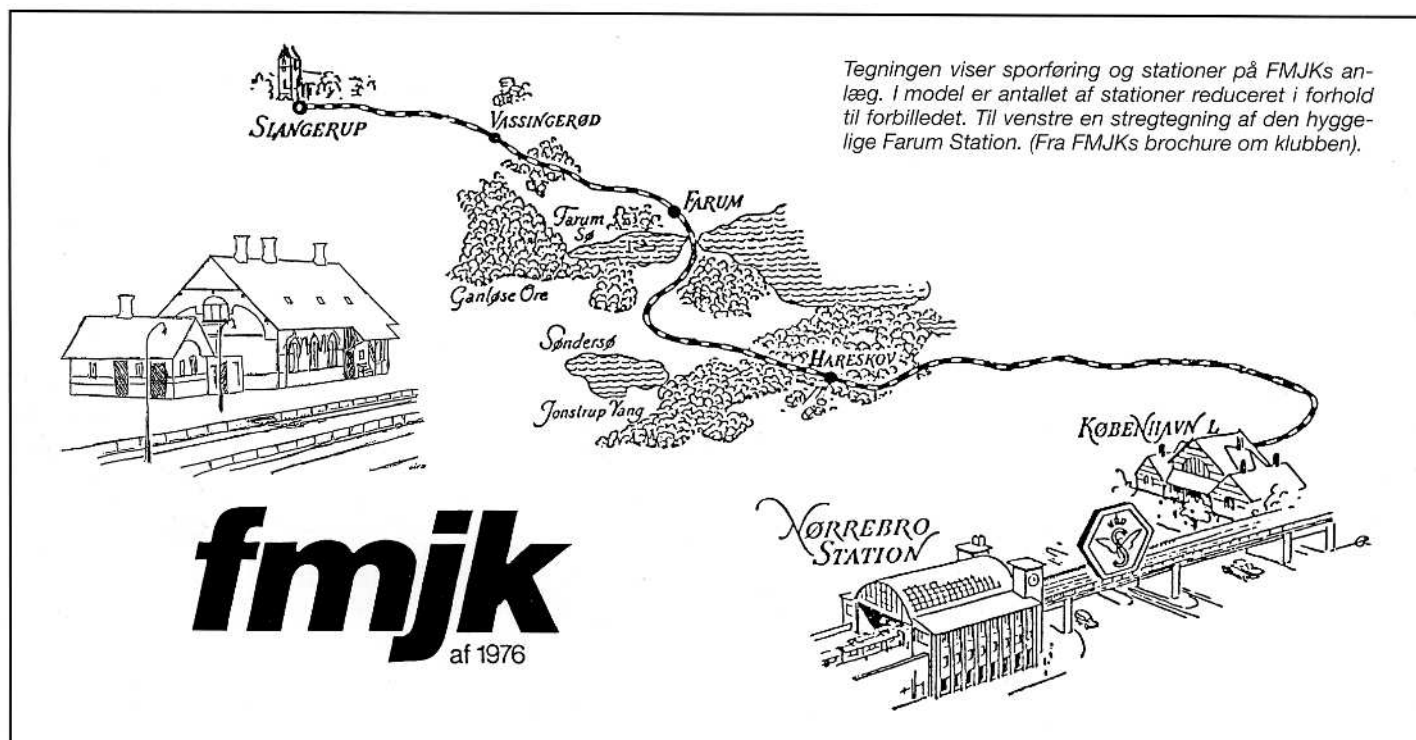 Tegningen viser sporføring og stationer på FMJKs an-
læg. I model er antallet af stationer reduceret i forhold
til forbilledet. Til venstre en stregtegning af den hygge-
lige Farum Station. (Fra FMJKs brochure om klubben).
SLANGERUP
VASSINGERØD
FARUM
Farum
Sø
Ganløse Ore
Søndersø
HARESKOV
Jonstrup Vang
KØBENHAVN L
NØRREBRO
STATION
S
fmjk
af 1976